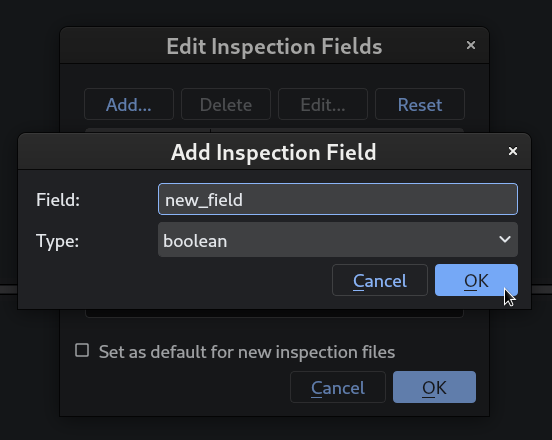 Edit Inspection Fields
Add... Delete Edit... Reset
Add Inspection Field
Field: new_field
Type: boolean
Cancel OK
Set as default for new inspection files
Cancel OK